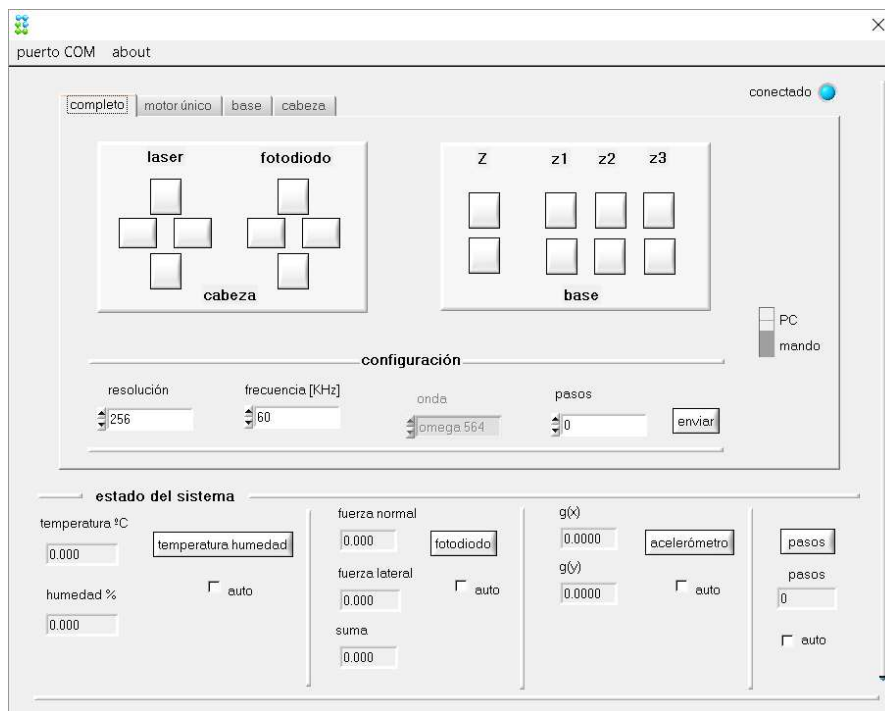 puerto COM about
conectado
completo motor único base cabeza
laser fotodiodo
cabeza
Z z1 z2 z3
base
PC
mando
configuración
resolución frecuencia [KHz] onda pasos
256 60 omega 564 0 enviar
estado del sistema
temperatura ºC
0.000
temperatura humedad
auto
humedad %
0.000
fuerza normal
0.000
fotodiodo
fuerza lateral
0.000
auto
suma
0.000
g(x)
0.0000
acelerómetro
g(y)
0.0000
auto
pasos
pasos
0
auto